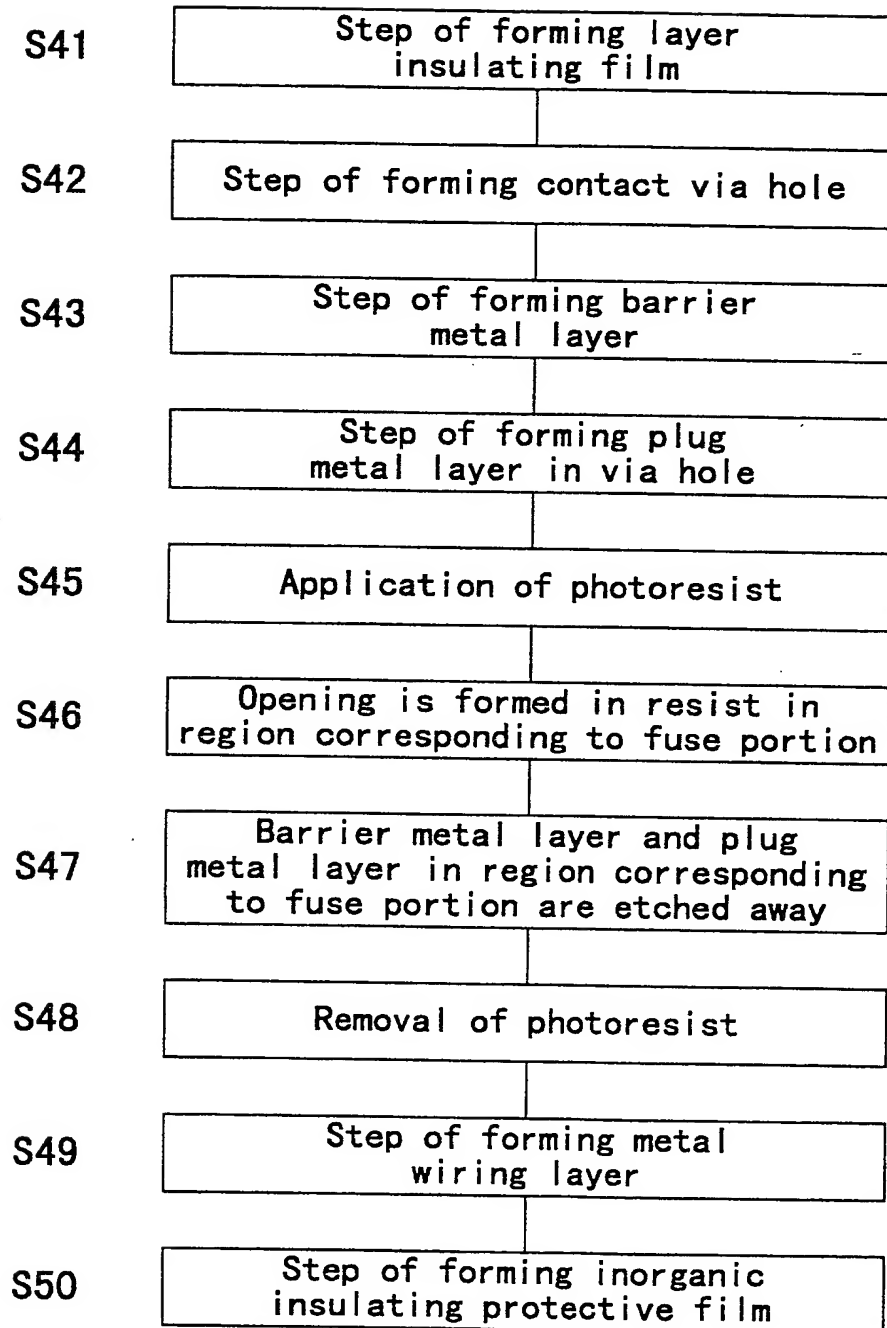 S41
Step of forming layer
insulating film
S42
Step of forming contact via hole
S43
Step of forming barrier
metal layer
S44
Step of forming plug
metal layer in via hole
S45
Application of photoresist
S46
Opening is formed in resist in
region corresponding to fuse portion
S47
Barrier metal layer and plug
metal layer in region corresponding
to fuse portion are etched away
S48
Removal of photoresist
S49
Step of forming metal
wiring layer
S50
Step of forming inorganic
insulating protective film